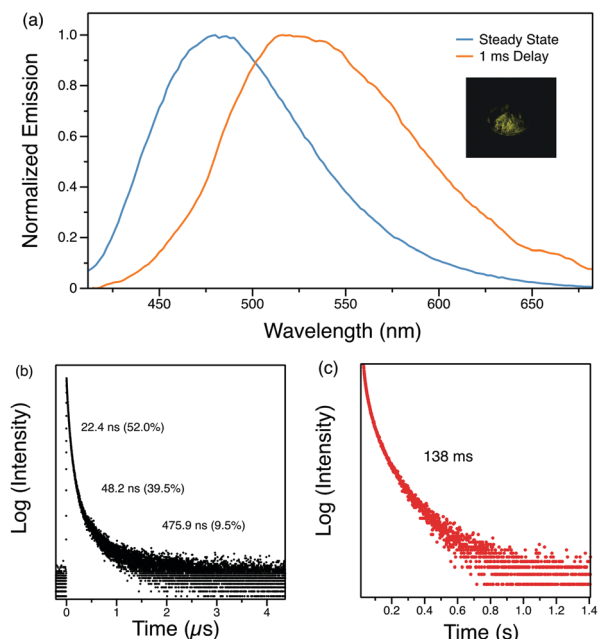 (a)
Normalized Emission
1.0
0.8
0.6
0.4
0.2
0
Steady State
1 ms Delay
450 500 550 600 650
Wavelength (nm)
(b)
Log (Intensity)
22.4 ns (52.0%)
48.2 ns (39.5%)
475.9 ns (9.5%)
0 1 2 3 4
Time (µs)
(c)
Log (Intensity)
138 ms
0.2 0.4 0.6 0.8 1.0 1.2 1.4
Time (s)